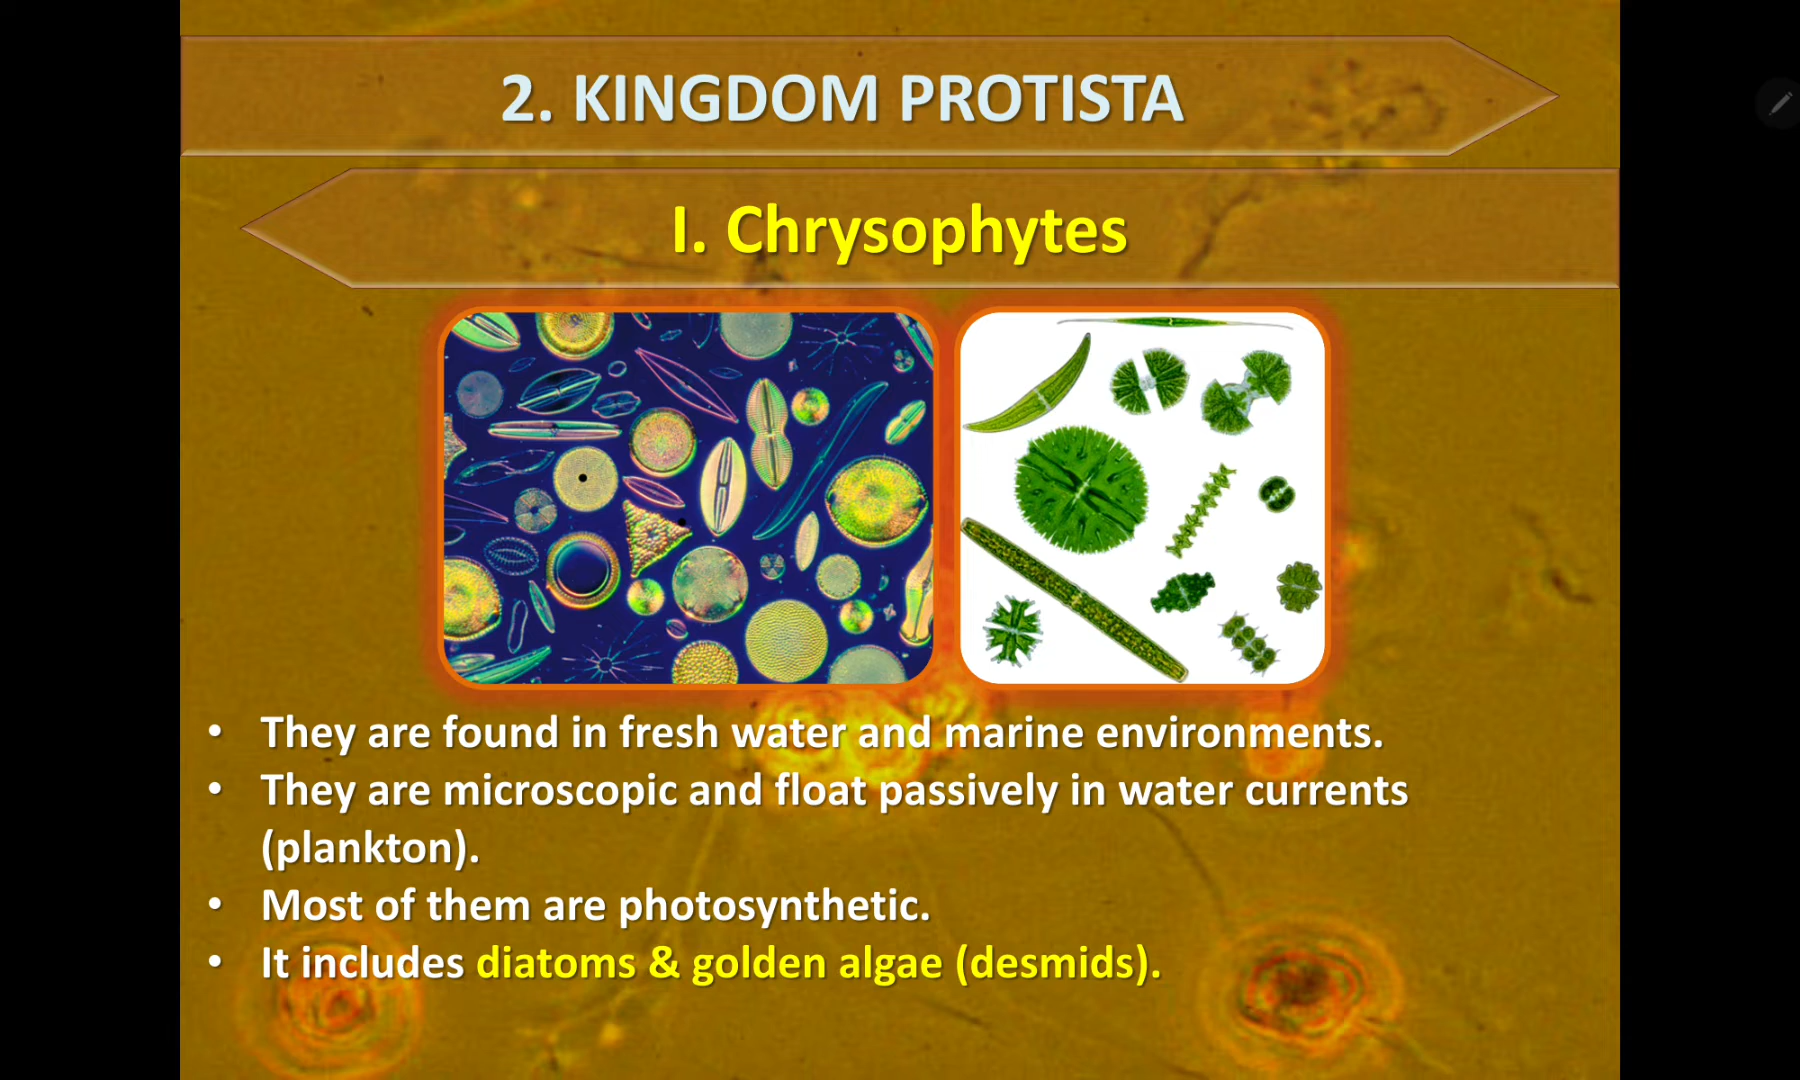 2. KINGDOM PROTISTA
I. Chrysophytes
• They are found in fresh water and marine environments.
• They are microscopic and float passively in water currents
(plankton).
• Most of them are photosynthetic.
• It includes diatoms & golden algae (desmids).